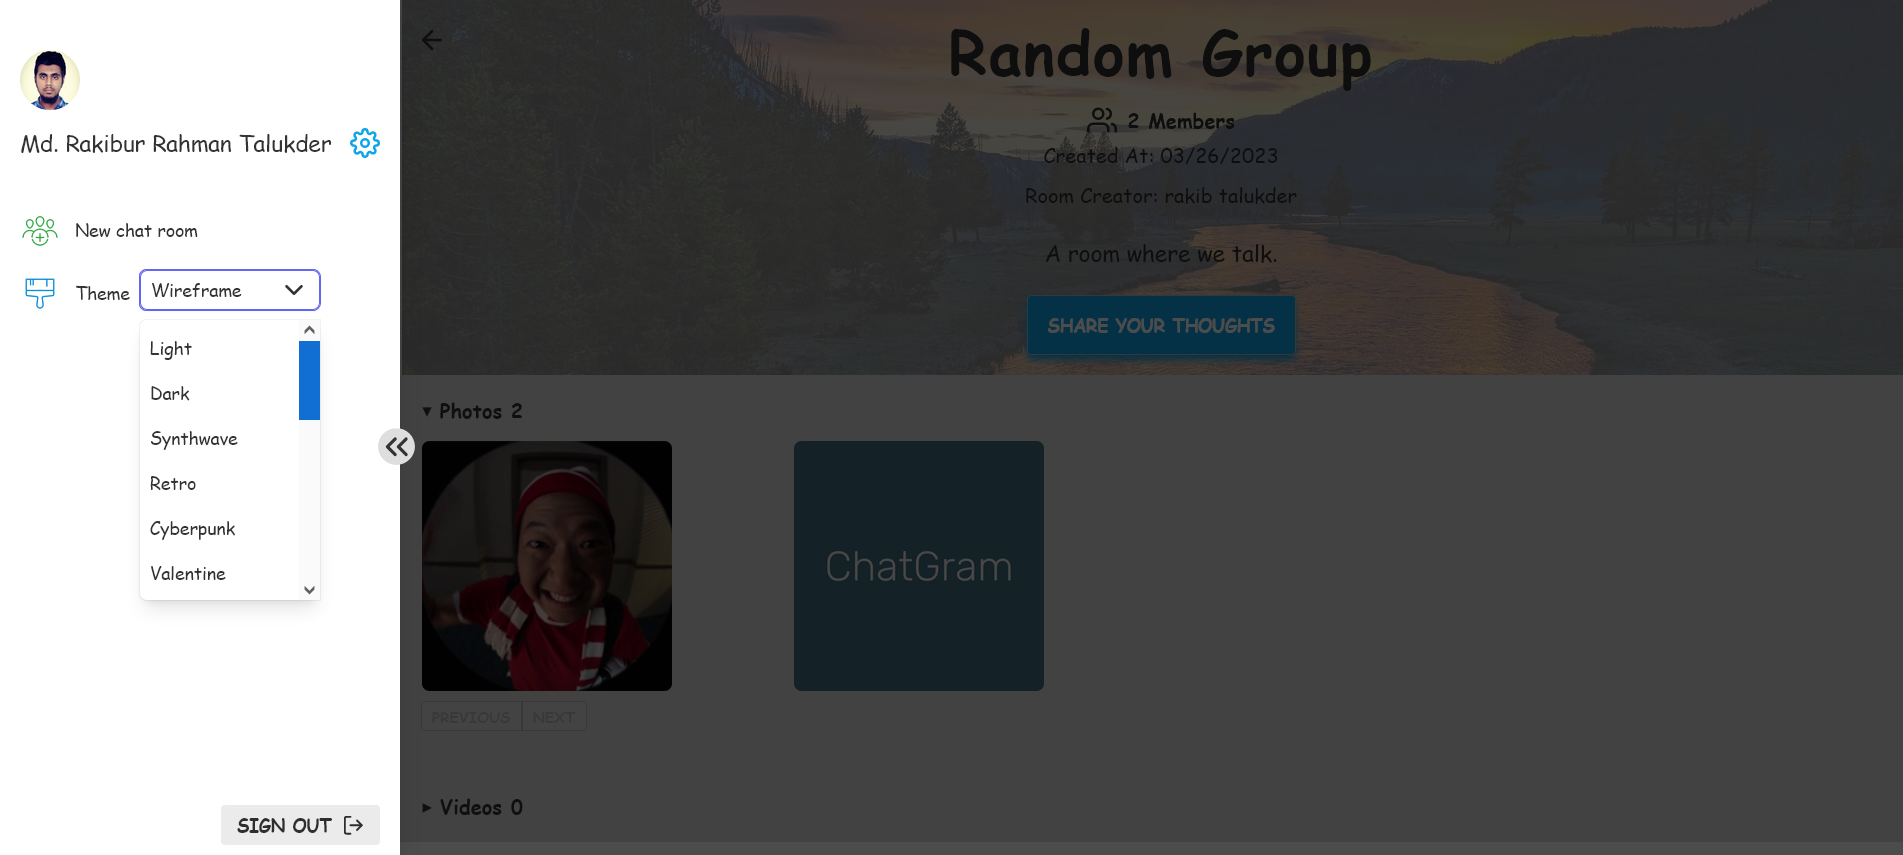 Md. Rakibur Rahman Talukder
New chat room
Theme
Wireframe
Light
Dark
Synthwave
Retro
Cyberpunk
Valentine
SIGN OUT
Random Group
2 Members
Created At: 03/26/2023
Room Creator: rakib talukder
A room where we talk.
SHARE YOUR THOUGHTS
Photos 2
ChatGram
PREVIOUS
NEXT
Videos 0